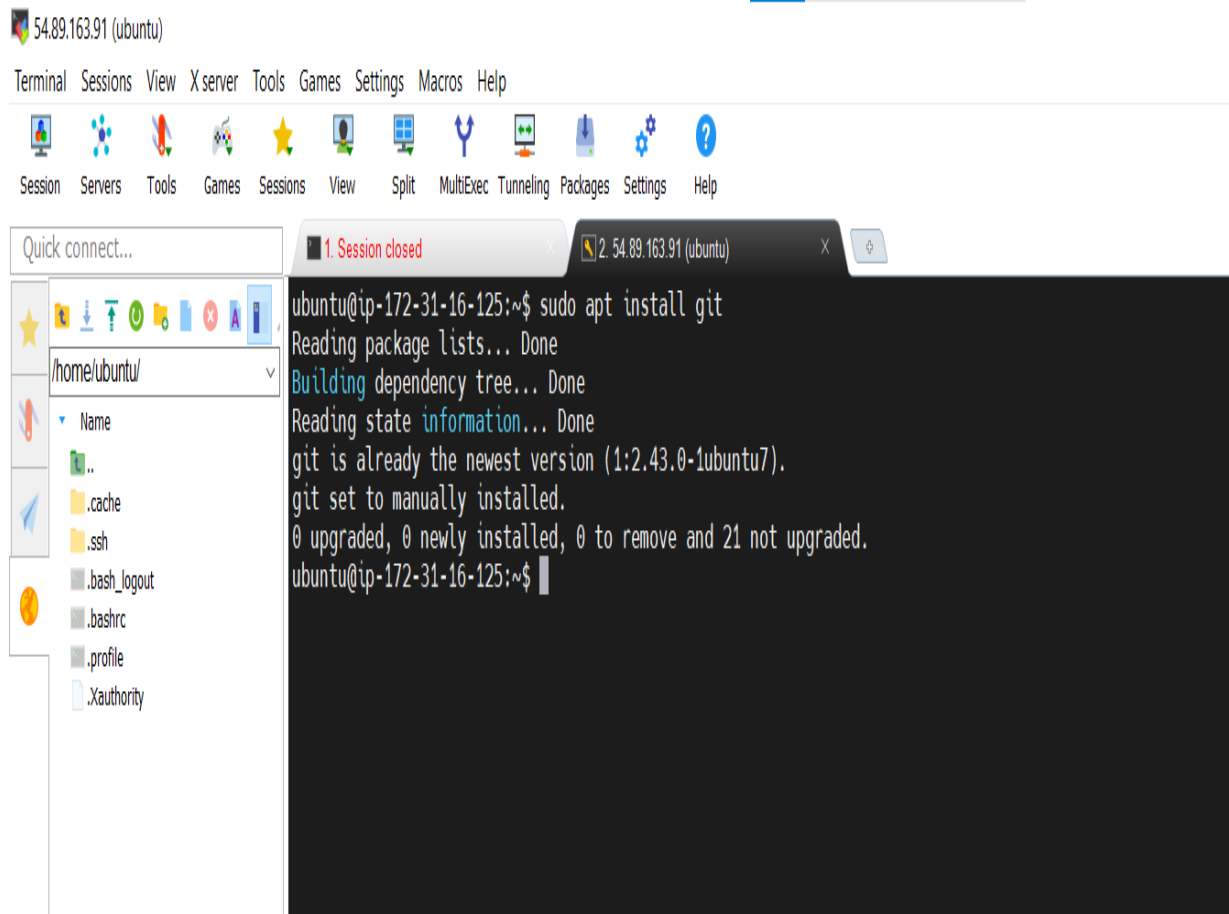 54.89.163.91 (ubuntu)
Terminal Sessions View X server Tools Games Settings Macros Help
Session Servers Tools Games Sessions View Split MultiExec Tunneling Packages Settings Help
Quick connect...
1. Session closed
2. 54.89.163.91 (ubuntu)
/home/ubuntu/
Name
..
.cache
.ssh
.bash_logout
.bashrc
.profile
.Xauthority
ubuntu@ip-172-31-16-125:~$ sudo apt install git
Reading package lists... Done
Building dependency tree... Done
Reading state information... Done
git is already the newest version (1:2.43.0-1ubuntu7).
git set to manually installed.
0 upgraded, 0 newly installed, 0 to remove and 21 not upgraded.
ubuntu@ip-172-31-16-125:~$